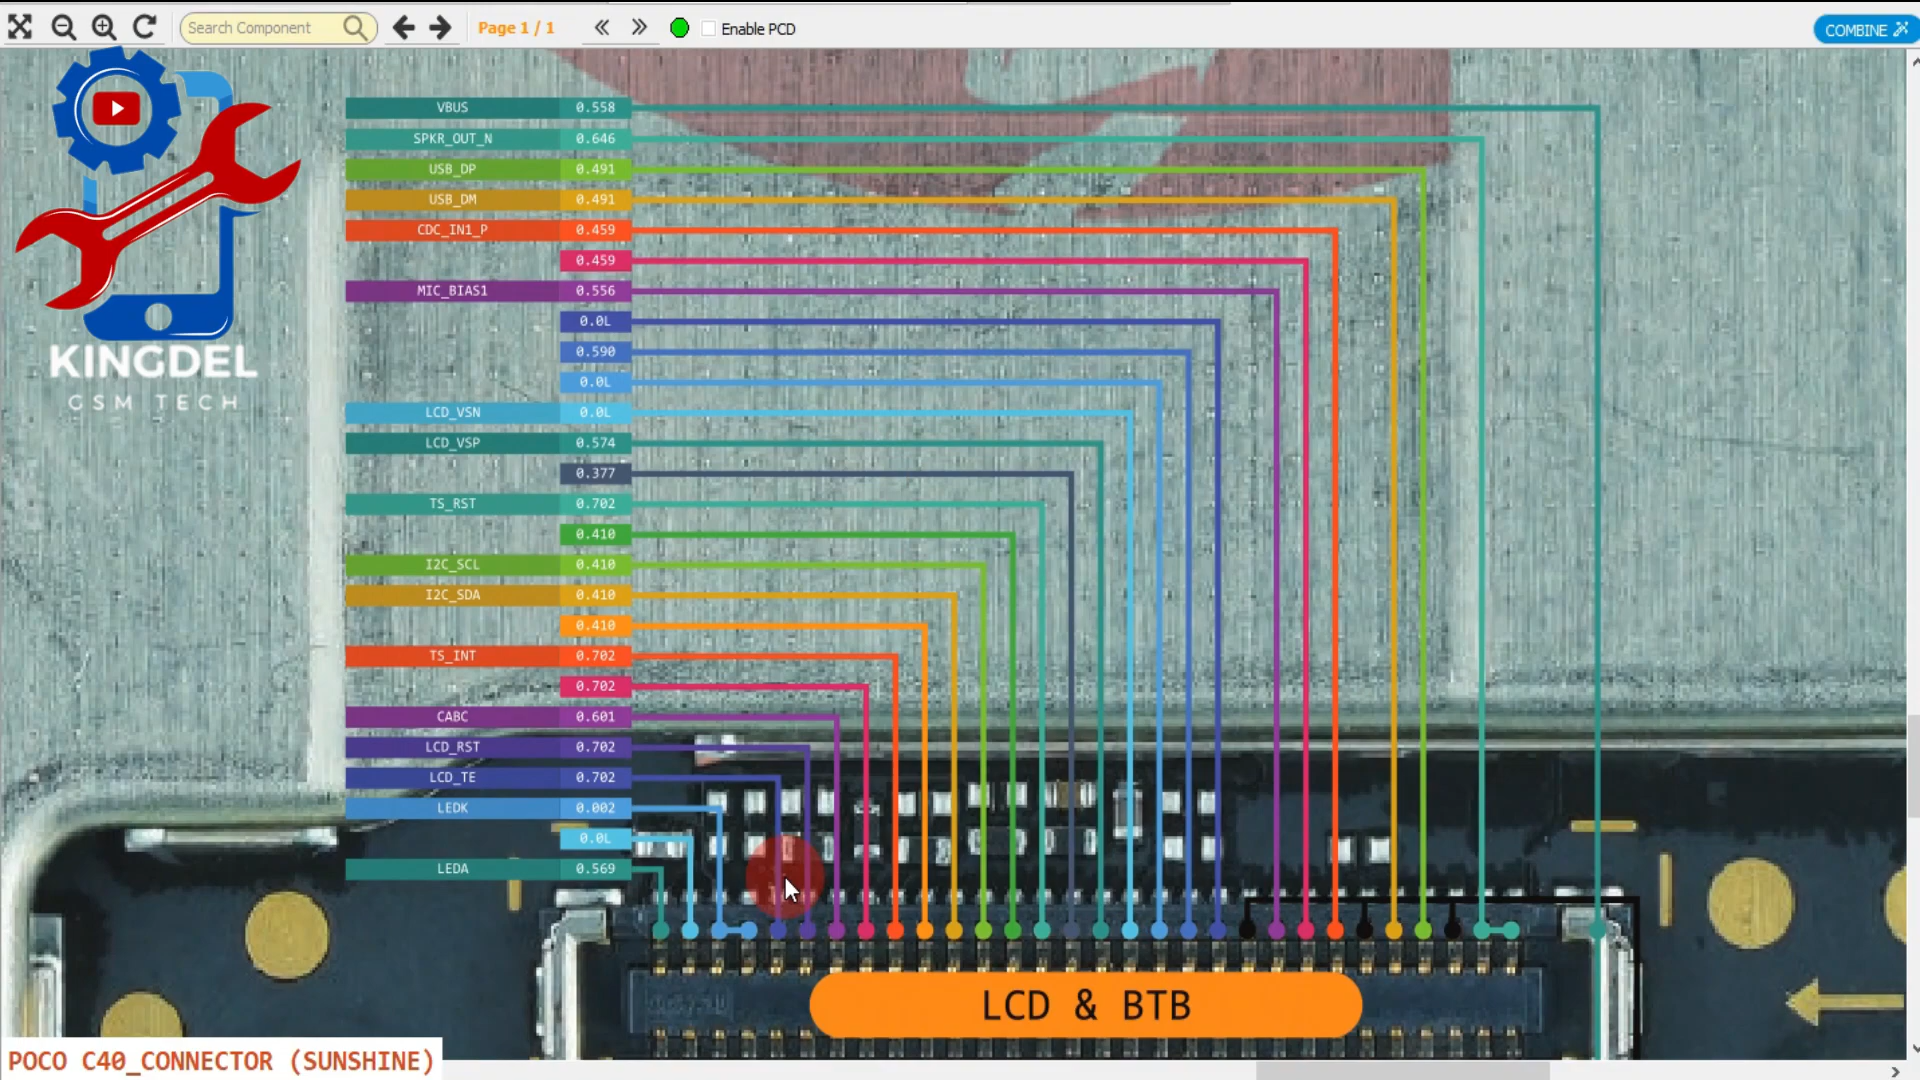 Search Component
Page 1 / 1
Enable PCD
COMBINE
KINGDEL
GSM TECH
VBUS 0.558
SPKR_OUT_N 0.646
USB_DP 0.491
USB_DM 0.491
CDC_IN1_P 0.459
0.459
MIC_BIAS1 0.556
0.0L
0.590
0.0L
LCD_VSN 0.0L
LCD_VSP 0.574
0.377
TS_RST 0.702
0.410
I2C_SCL 0.410
I2C_SDA 0.410
0.410
TS_INT 0.702
0.702
CABC 0.601
LCD_RST 0.702
LCD_TE 0.702
LEDK 0.002
0.0L
LEDA 0.569
LCD & BTB
POCO C40_CONNECTOR (SUNSHINE)